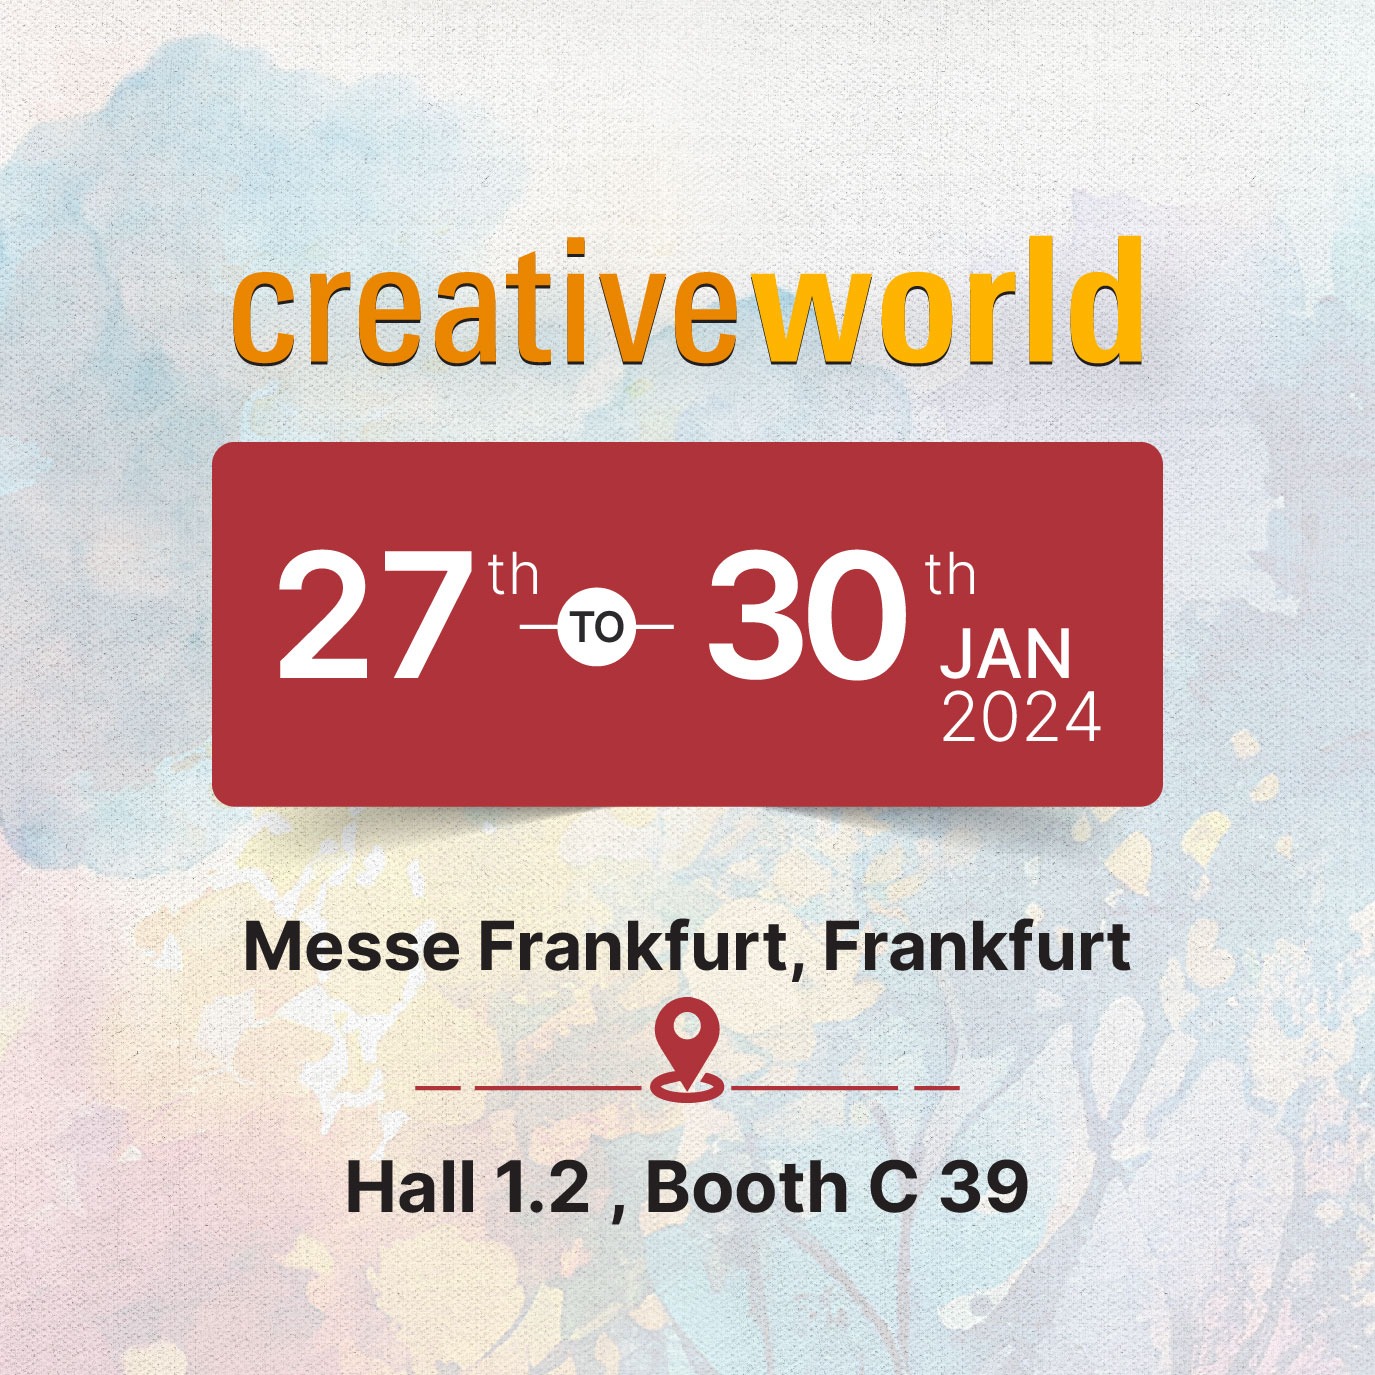 creativeworld
27th TO 30th
JAN
2024
Messe Frankfurt, Frankfurt
Hall 1.2 , Booth C 39